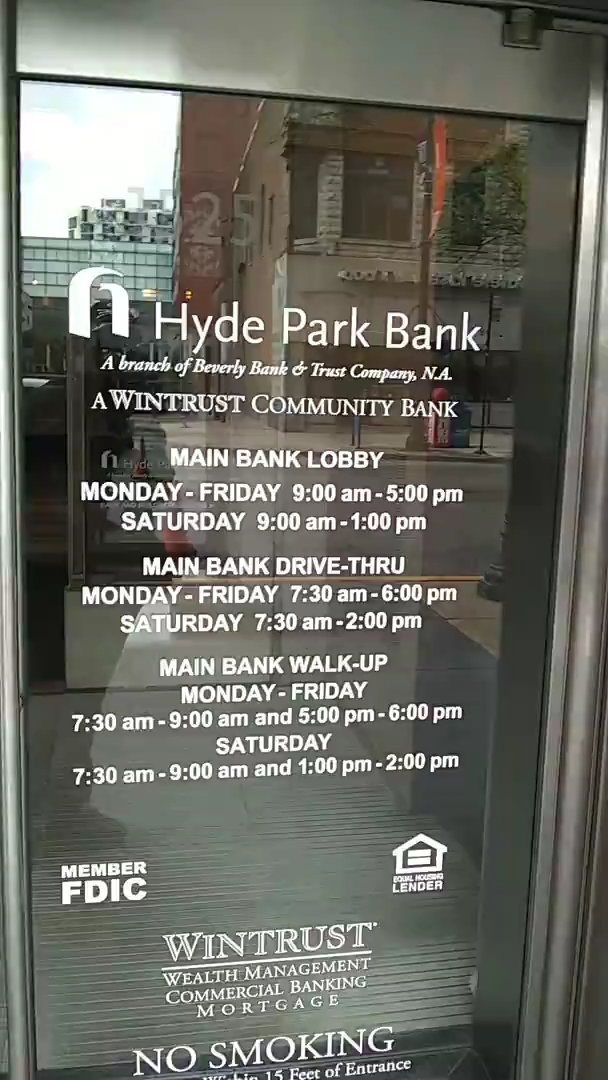 25
Hyde Park Bank
A branch of Beverly Bank & Trust Company, N.A.
A WINTRUST COMMUNITY BANK
MAIN BANK LOBBY
MONDAY - FRIDAY 9:00 am - 5:00 pm
SATURDAY 9:00 am - 1:00 pm
MAIN BANK DRIVE-THRU
MONDAY - FRIDAY 7:30 am - 6:00 pm
SATURDAY 7:30 am - 2:00 pm
MAIN BANK WALK-UP
MONDAY - FRIDAY
7:30 am - 9:00 am and 5:00 pm - 6:00 pm
SATURDAY
7:30 am - 9:00 am and 1:00 pm - 2:00 pm
MEMBER
FDIC
EQUAL HOUSING
LENDER
WINTRUST
WEALTH MANAGEMENT
COMMERCIAL BANKING
MORTGAGE
NO SMOKING
Within 15 Feet of Entrance